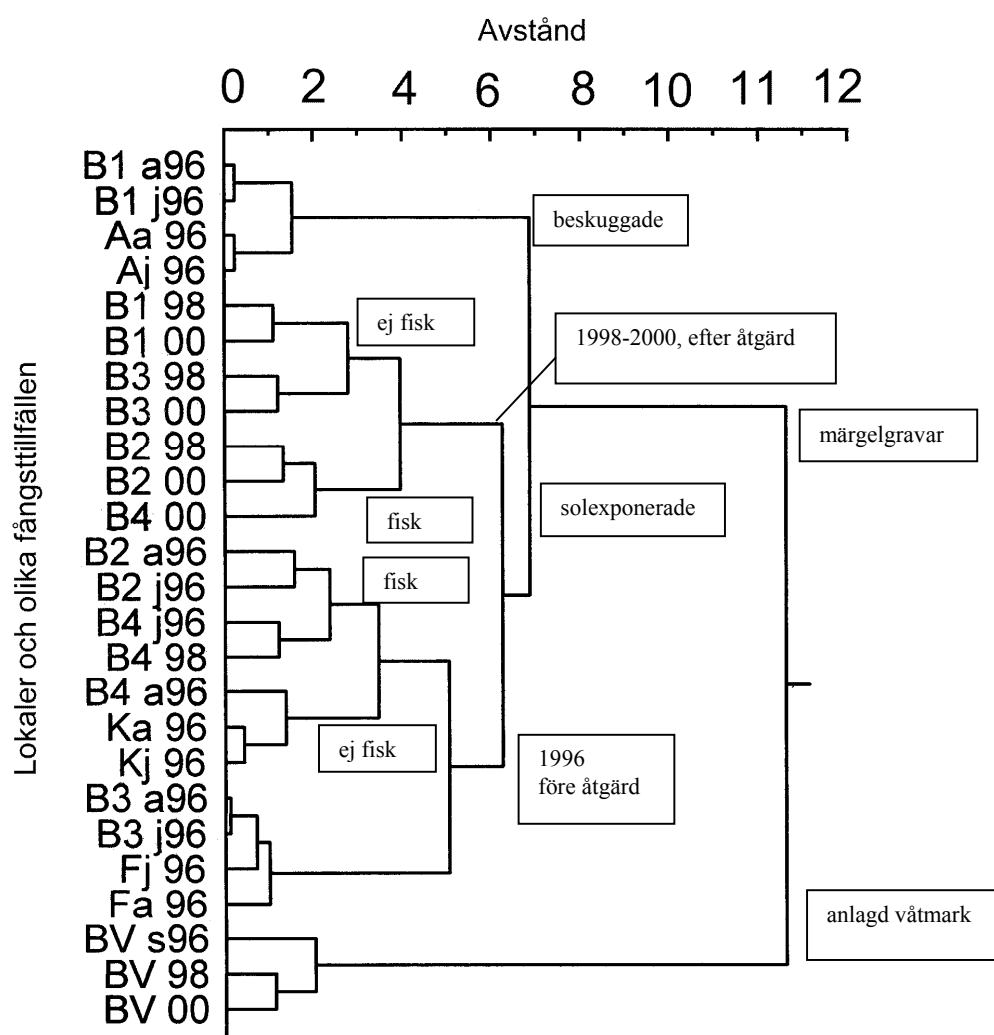 Avstånd
0 2 4 6 8 10 12
Lokaler och olika fångsttillfällen
B1 a96
B1 j96
Aa 96
Aj 96
B1 98
B1 00
B3 98
B3 00
B2 98
B2 00
B4 00
B2 a96
B2 j96
B4 j96
B4 98
B4 a96
Ka 96
Kj 96
B3 a96
B3 j96
Fj 96
Fa 96
BV s96
BV 98
BV 00
beskuggade
ej fisk
1998-2000, efter åtgärd
märgelgravar
fisk
solexponerade
fisk
ej fisk
1996
före åtgärd
anlagd våtmark